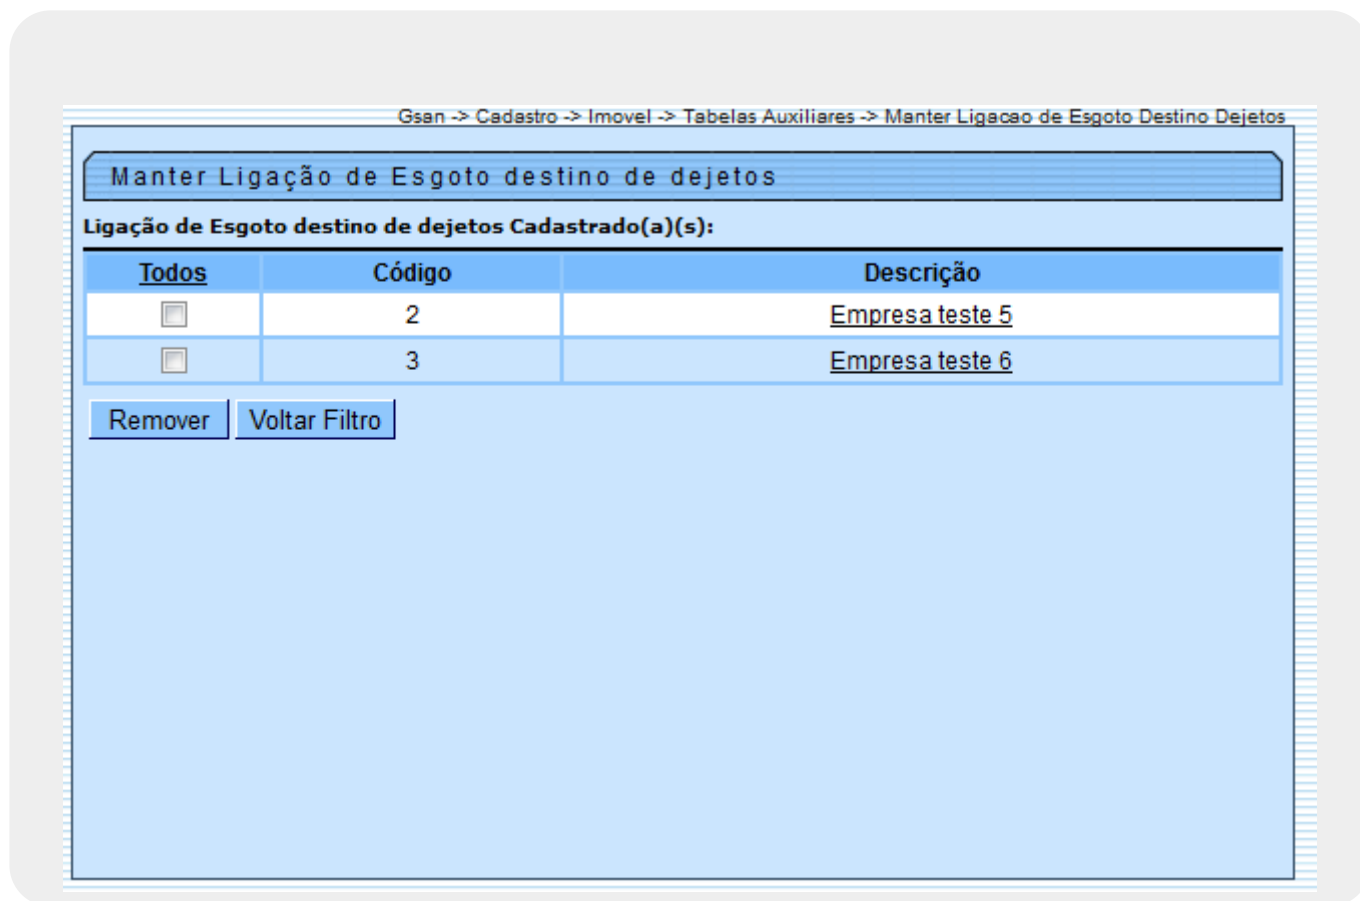 Gsan -> Cadastro -> Imovel -> Tabelas Auxiliares -> Manter Ligacao de Esgoto Destino Dejetos
Manter Ligação de Esgoto destino de dejetos
Ligação de Esgoto destino de dejetos Cadastrado(a)(s):
Todos Código Descrição
2 Empresa teste 5
3 Empresa teste 6
Remover Voltar Filtro